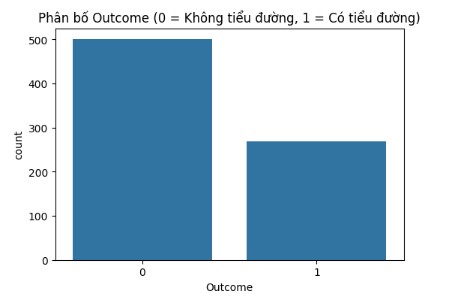 Phân bố Outcome (0 = Không tiểu đường, 1 = Có tiểu đường)
500
400
300
200
100
0
count
0 1
Outcome